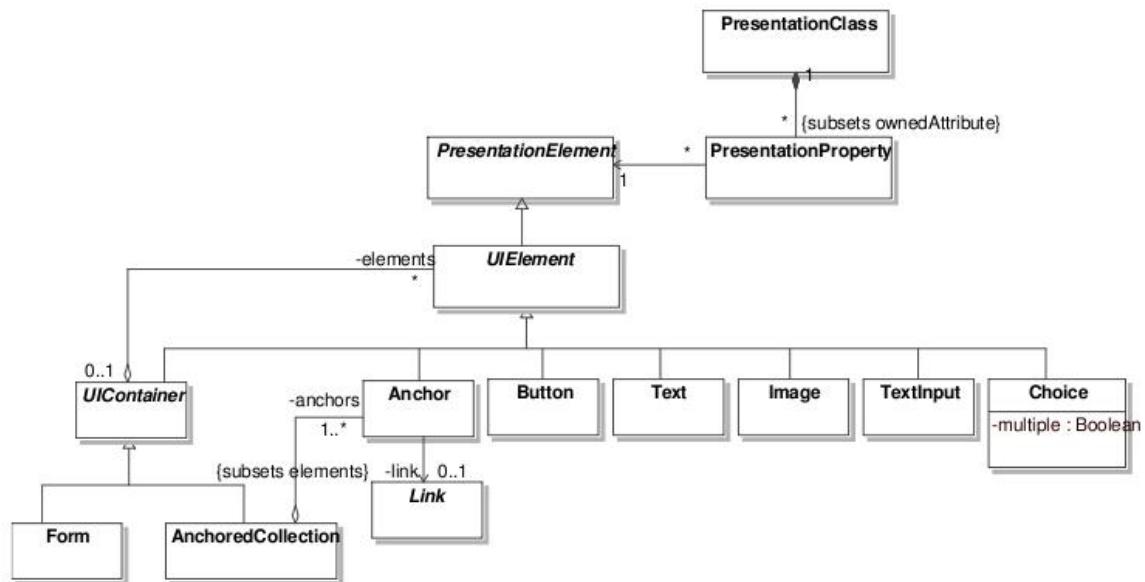 PresentationClass
1
* {subsets ownedAttribute}
PresentationElement
* PresentationProperty
1
-elements
*
UIElement
0..1
UIContainer
-anchors
1..*
Anchor
Button
Text
Image
TextInput
Choice
-multiple : Boolean
{subsets elements}
-link 0..1
Link
Form
AnchoredCollection